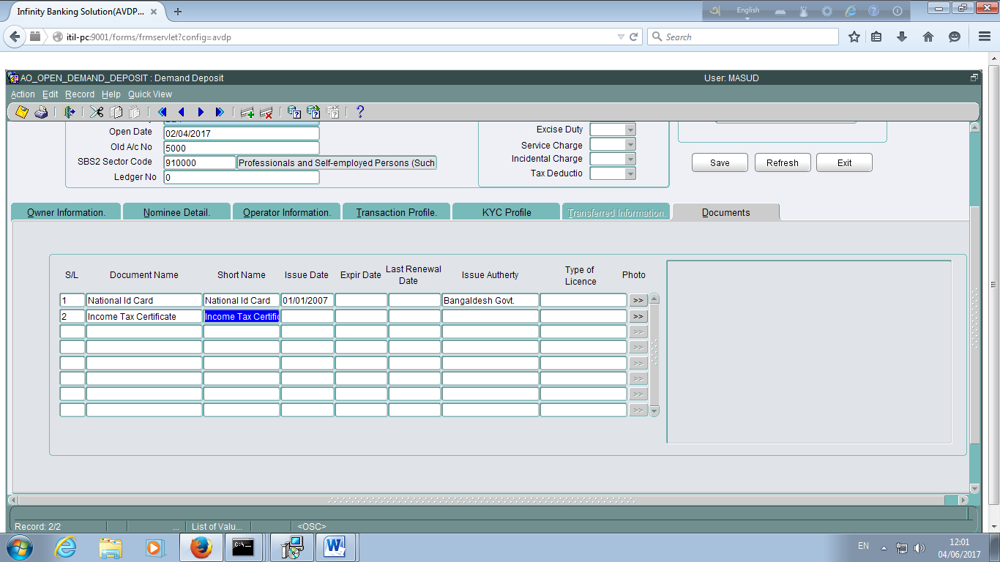 Infinity Banking Solution(AVDP...
English
itil-pc:9001/forms/frmservlet?config=avdp
Search
AO_OPEN_DEMAND_DEPOSIT : Demand Deposit
User: MASUD
Action Edit Record Help Quick View
Open Date 02/04/2017
Old A/c No 5000
SBS2 Sector Code 910000 Professionals and Self-employed Persons (Such
Ledger No 0
Excise Duty
Service Charge
Incidental Charge
Tax Deductio
Save Refresh Exit
Owner Information. Nominee Detail. Operator Information. Transaction Profile. KYC Profile Transferred Information. Documents
S/L Document Name Short Name Issue Date Expir Date Last Renewal Date Issue Autherty Type of Licence Photo
1 National Id Card National Id Card 01/01/2007 Bangaldesh Govt. >>
2 Income Tax Certificate Income Tax Certific >>
>>
>>
>>
>>
>>
>>
Record: 2/2 ... List of Valu... <OSC>
EN
12:01
04/06/2017